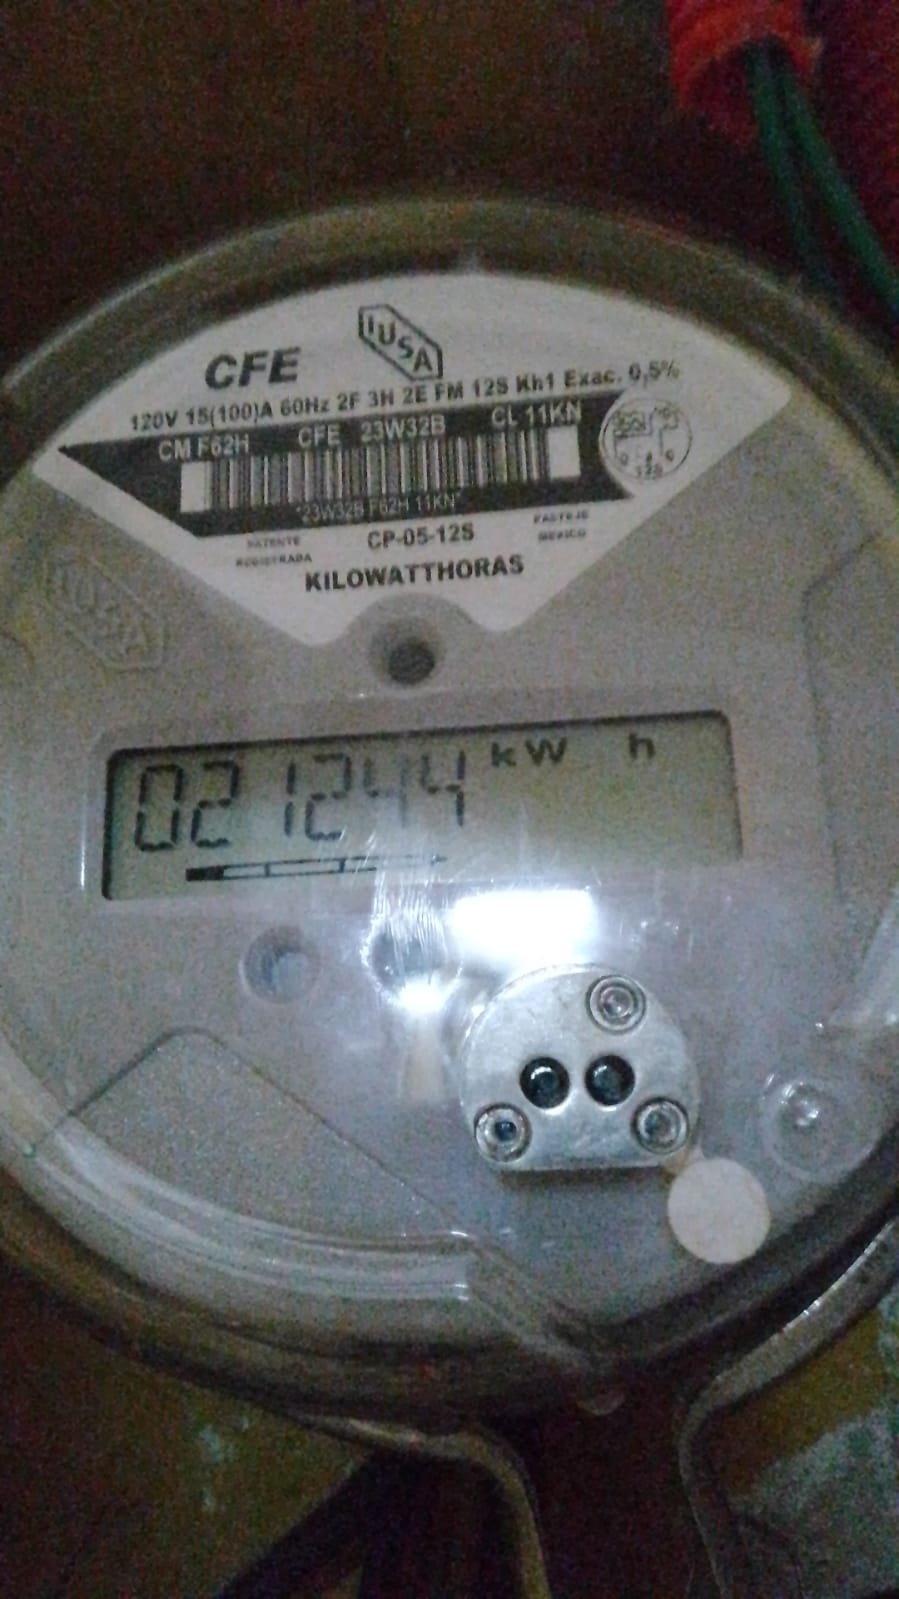 IUSA
CFE
120V 15(100)A 60Hz 2F 3H 2E FM 12S Kh1 Exac. 0,5%
CM F62H CFE 23W32B CL 11KN
*23W32B F62H 11KN*
PATENTE REGISTRADA
CP-05-12S
PASTEJE MEXICO
KILOWATTHORAS
IUSA
021244 kW h